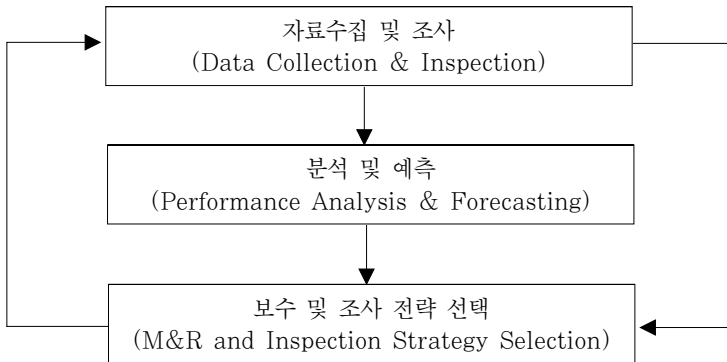 자료수집 및 조사
(Data Collection & Inspection)
분석 및 예측
(Performance Analysis & Forecasting)
보수 및 조사 전략 선택
(M&R and Inspection Strategy Selection)